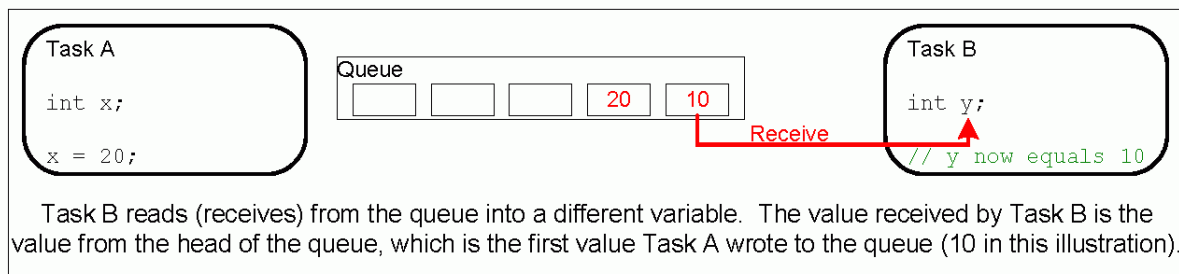 Task A
int x;
x = 20;
Queue
20 10
Receive
Task B
int y;
// y now equals 10
Task B reads (receives) from the queue into a different variable.  The value received by Task B is the
value from the head of the queue, which is the first value Task A wrote to the queue (10 in this illustration).